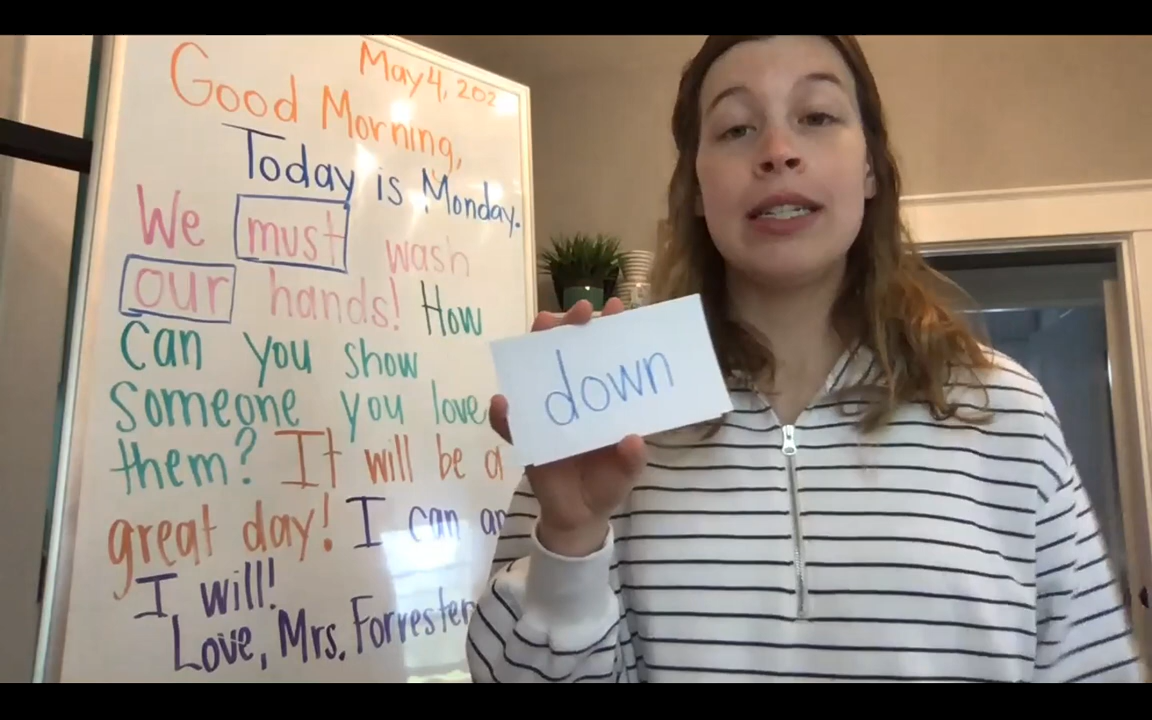 May 4, 202
Good Morning,
Today is Monday.
We must wash
our hands! How
can you show
someone you love
them? It will be a
great day! I can an
I will!
Love, Mrs. Forrester
down